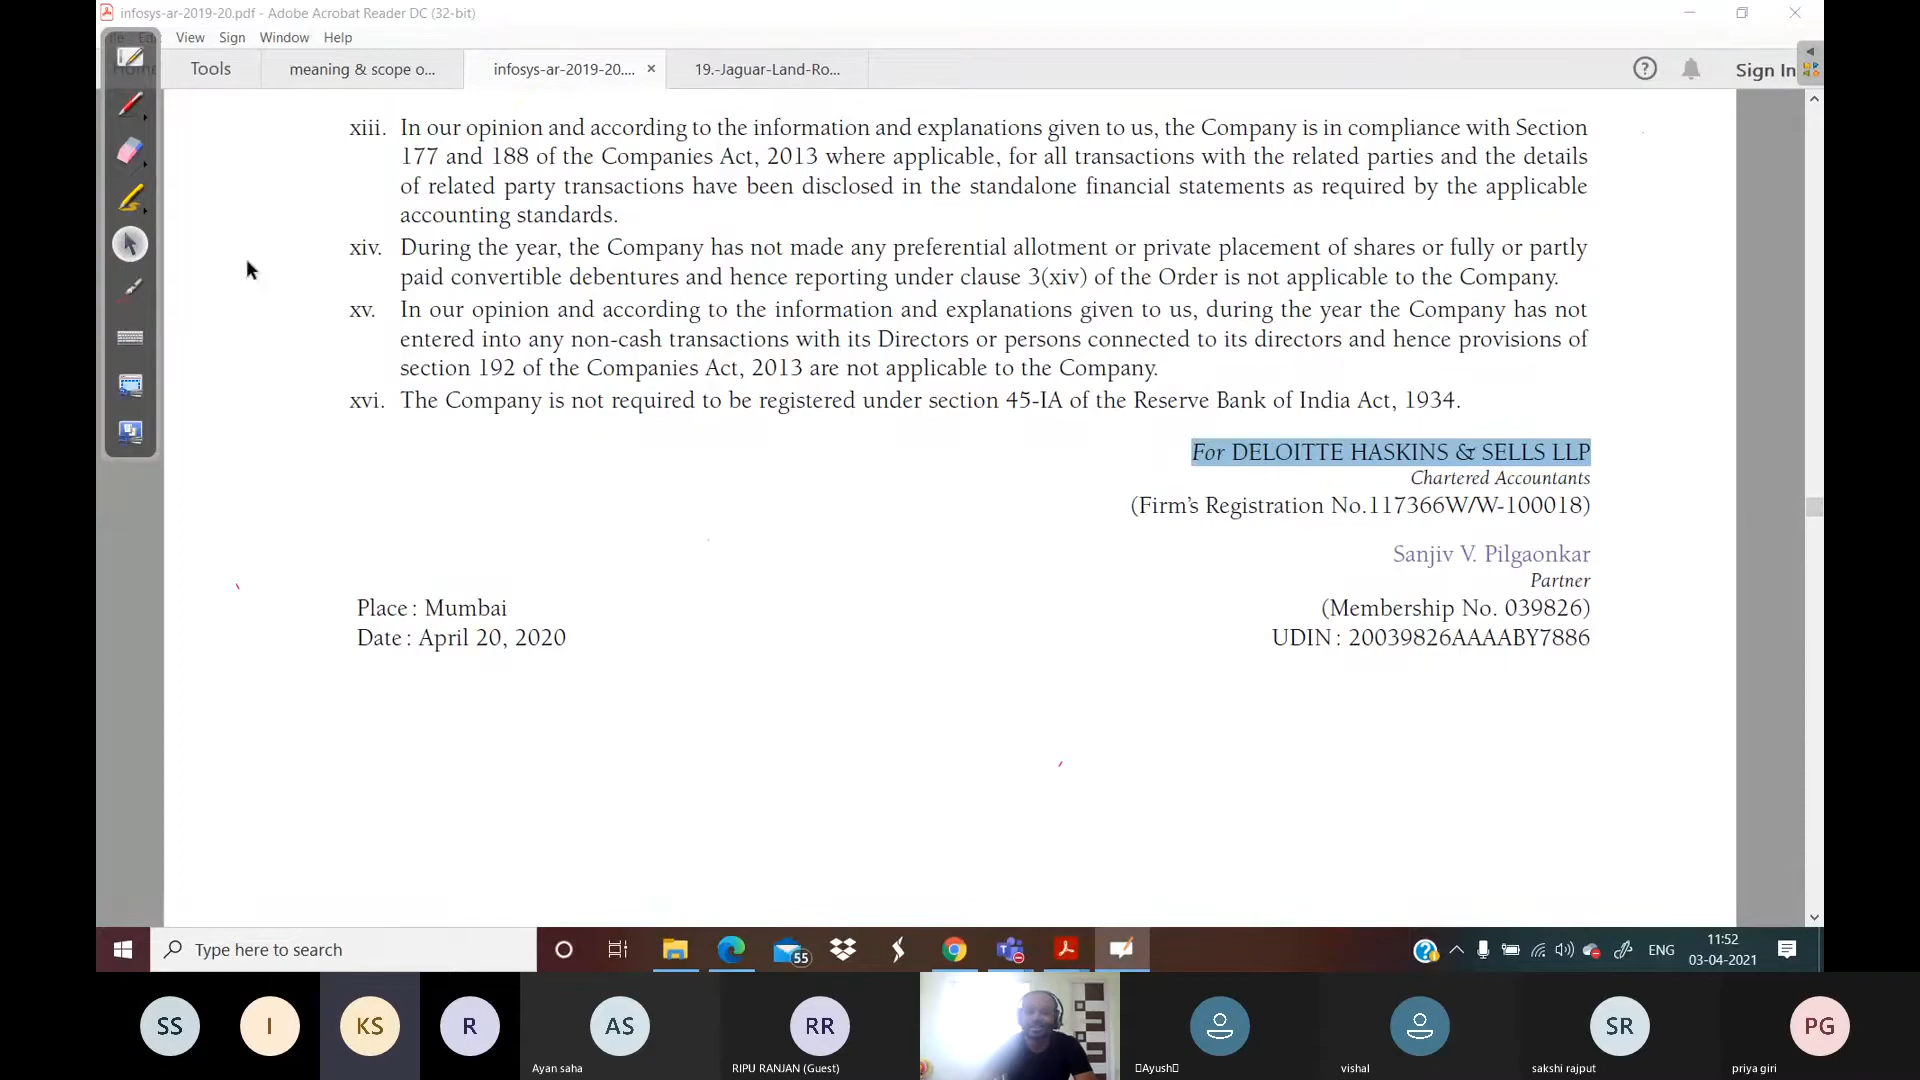 infosys-ar-2019-20.pdf - Adobe Acrobat Reader DC (32-bit)
View Sign Window Help
Tools
meaning & scope o...
infosys-ar-2019-20.... ×
19.-Jaguar-Land-Ro...
Sign In
xiii. In our opinion and according to the information and explanations given to us, the Company is in compliance with Section
177 and 188 of the Companies Act, 2013 where applicable, for all transactions with the related parties and the details
of related party transactions have been disclosed in the standalone financial statements as required by the applicable
accounting standards.
xiv. During the year, the Company has not made any preferential allotment or private placement of shares or fully or partly
paid convertible debentures and hence reporting under clause 3(xiv) of the Order is not applicable to the Company.
xv. In our opinion and according to the information and explanations given to us, during the year the Company has not
entered into any non-cash transactions with its Directors or persons connected to its directors and hence provisions of
section 192 of the Companies Act, 2013 are not applicable to the Company.
xvi. The Company is not required to be registered under section 45-IA of the Reserve Bank of India Act, 1934.
For DELOITTE HASKINS & SELLS LLP
Chartered Accountants
(Firm's Registration No.117366W/W-100018)
Sanjiv V. Pilgaonkar
Partner
Place : Mumbai
(Membership No. 039826)
Date : April 20, 2020
UDIN : 20039826AAAABY7886
Type here to search
55
ENG
11:52
03-04-2021
SS
I
KS
R
AS
Ayan saha
RR
RIPU RANJAN (Guest)
Ayush
vishal
SR
sakshi rajput
PG
priya giri